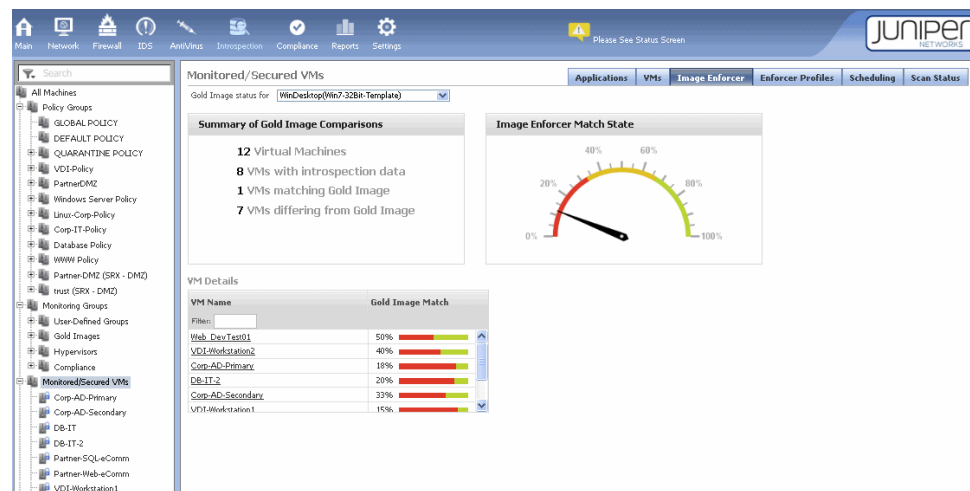 Main Network Firewall IDS AntiVirus Introspection Compliance Reports Settings
Please See Status Screen
JUNIPER
NETWORKS
Search
All Machines
Policy Groups
GLOBAL POLICY
DEFAULT POLICY
QUARANTINE POLICY
VDI-Policy
PartnerDMZ
Windows Server Policy
Linux-Corp-Policy
Corp-IT-Policy
Database Policy
WWW Policy
Partner-DMZ (SRX - DMZ)
trust (SRX - DMZ)
Monitoring Groups
User-Defined Groups
Gold Images
Hypervisors
Compliance
Monitored/Secured VMs
Corp-AD-Primary
Corp-AD-Secondary
DB-IT
DB-IT-2
Partner-SQL-eComm
Partner-Web-eComm
VDI-Workstation1
Monitored/Secured VMs
Applications VMs Image Enforcer Enforcer Profiles Scheduling Scan Status
Gold Image status for WinDesktop(Win7-32Bit-Template)
Summary of Gold Image Comparisons
12 Virtual Machines
8 VMs with introspection data
1 VMs matching Gold Image
7 VMs differing from Gold Image
Image Enforcer Match State
40% 60%
20% 80%
0% 100%
VM Details
VM Name Gold Image Match
Filter:
Web_DevTest01 50%
VDI-Workstation2 40%
Corp-AD-Primary 18%
DB-IT-2 20%
Corp-AD-Secondary 33%
VDI-Workstation1 15%